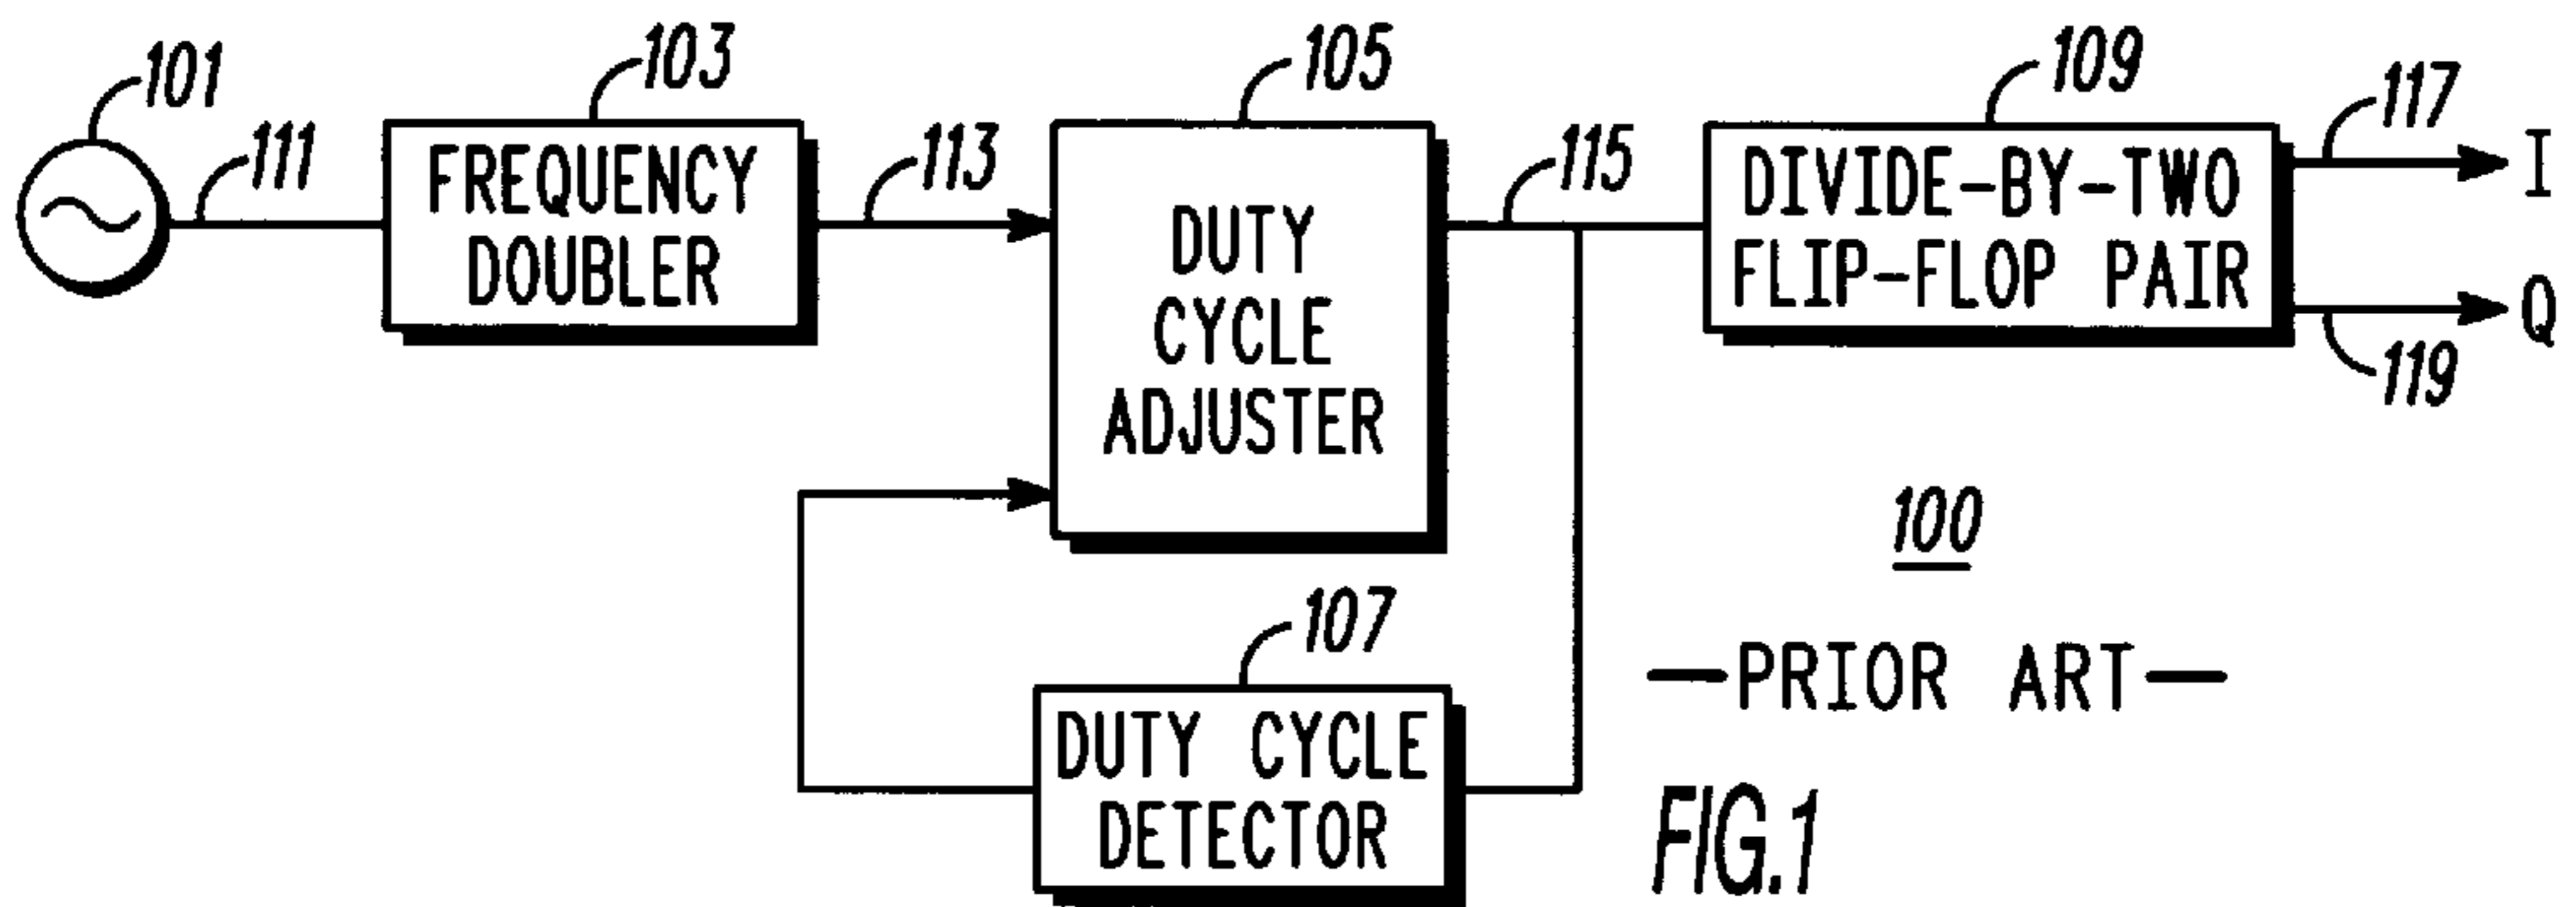 101
111
103
FREQUENCY
DOUBLER
113
105
DUTY
CYCLE
ADJUSTER
115
109
DIVIDE-BY-TWO
FLIP-FLOP PAIR
117
I
Q
119
107
DUTY CYCLE
DETECTOR
100
—PRIOR ART—
FIG.1